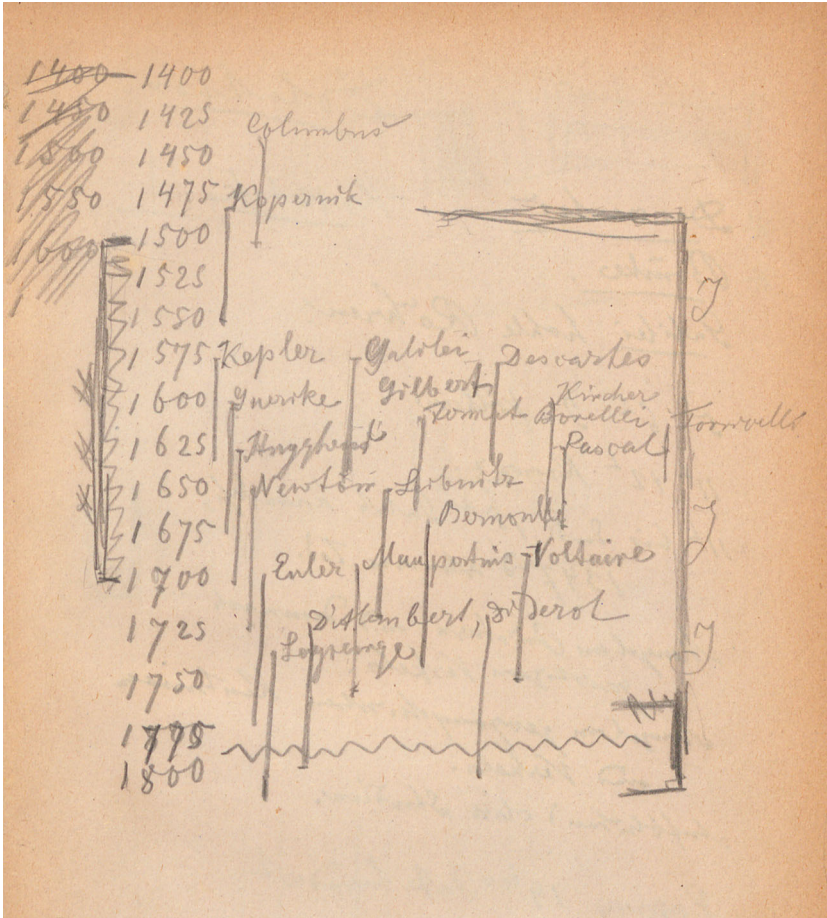 1400 1400
1450 1425 Columbus
1500 1450
1550 1475 Kopernik
1600 1500
1525
1550
1575 Kepler Galilei Descartes
1600 Guerike Gilbert Kircher
Borelli
1625 Huyghens Pascal
1650 Newton Leibnitz
1675 Bernoulli
1700 Euler Maupertuis Voltaire
1725 D'Alambert, Diderot
Lagrange
1750
1775
1800